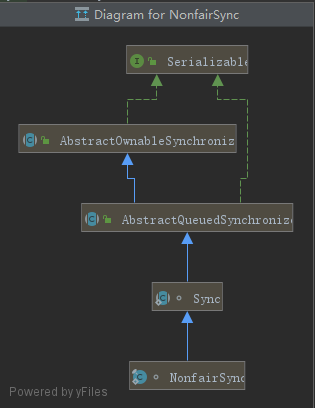 Diagram for NonfairSync
Serializable
AbstractOwnableSynchroniz
AbstractQueuedSynchronize
Sync
NonfairSync
Powered by yFiles